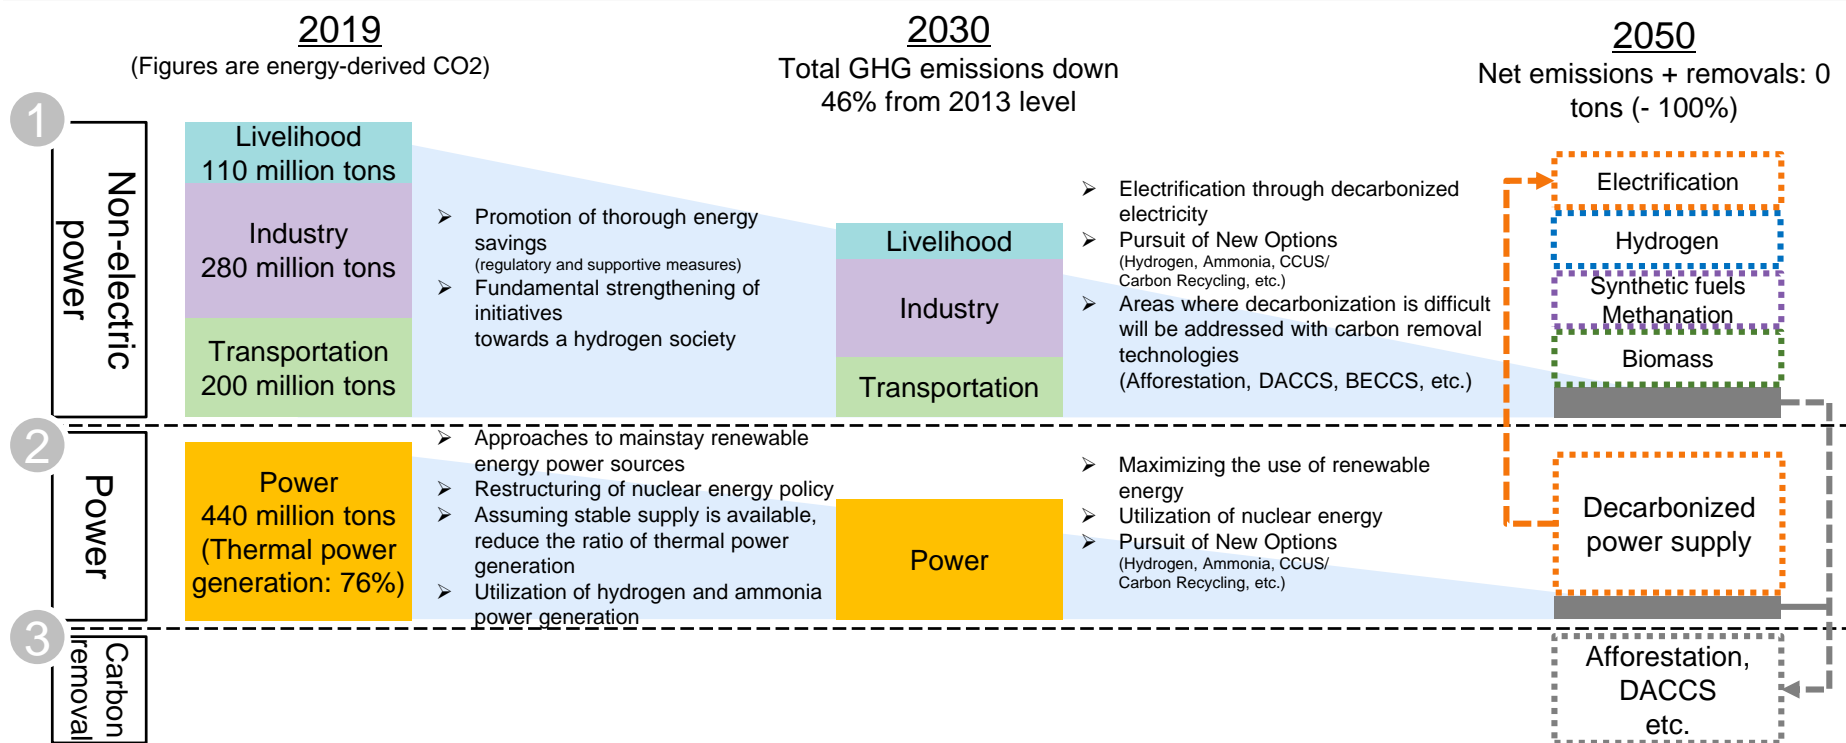 2019
(Figures are energy-derived CO2)
2030
Total GHG emissions down
46% from 2013 level
2050
Net emissions + removals: 0
tons (- 100%)
1
Non-electric
power
Livelihood
110 million tons
Industry
280 million tons
Transportation
200 million tons
➤ Promotion of thorough energy
savings
(regulatory and supportive measures)
➤ Fundamental strengthening of
initiatives
towards a hydrogen society
Livelihood
Industry
Transportation
➤ Electrification through decarbonized
electricity
➤ Pursuit of New Options
(Hydrogen, Ammonia, CCUS/
Carbon Recycling, etc.)
➤ Areas where decarbonization is difficult
will be addressed with carbon removal
technologies
(Afforestation, DACCS, BECCS, etc.)
Electrification
Hydrogen
Synthetic fuels
Methanation
Biomass
2
Power
Power
440 million tons
(Thermal power
generation: 76%)
➤ Approaches to mainstay renewable
energy power sources
➤ Restructuring of nuclear energy policy
➤ Assuming stable supply is available,
reduce the ratio of thermal power
generation
➤ Utilization of hydrogen and ammonia
power generation
Power
➤ Maximizing the use of renewable
energy
➤ Utilization of nuclear energy
➤ Pursuit of New Options
(Hydrogen, Ammonia, CCUS/
Carbon Recycling, etc.)
Decarbonized
power supply
3
Carbon
removal
Afforestation,
DACCS
etc.